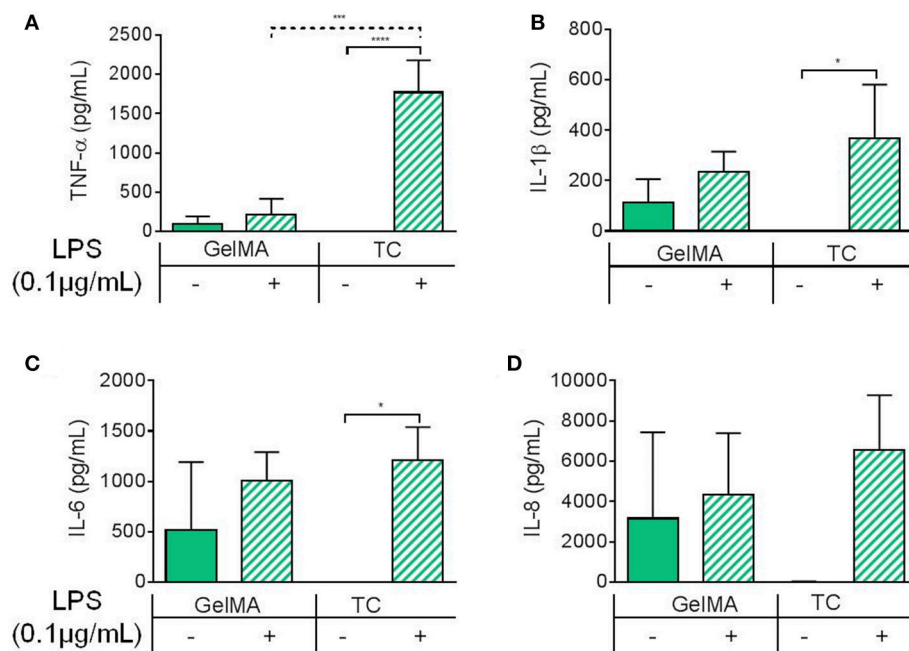 A
***
****
2500
2000
1500
1000
500
0
TNF-α (pg/mL)
LPS
(0.1µg/mL)
GelMA
TC
- + - +
B
*
800
600
400
200
0
IL-1β (pg/mL)
GelMA
TC
- + - +
C
*
2000
1500
1000
500
0
IL-6 (pg/mL)
LPS
(0.1µg/mL)
GelMA
TC
- + - +
D
10000
8000
6000
4000
2000
0
IL-8 (pg/mL)
GelMA
TC
- + - +